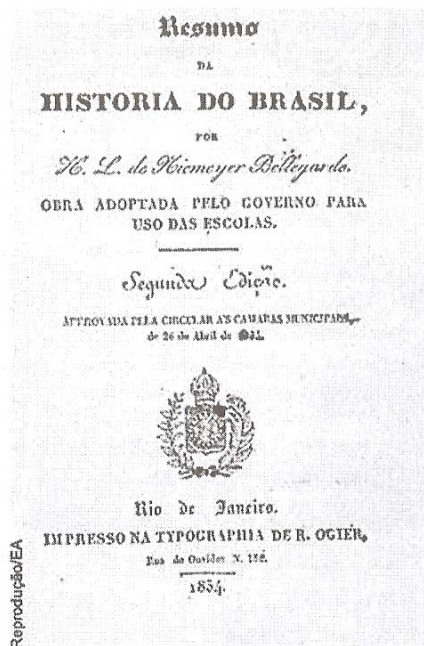 Resumo
DA
HISTORIA DO BRASIL,
POR
H. L. de Niemeyer Bellegarde.
OBRA ADOPTADA PELO GOVERNO PARA
USO DAS ESCOLAS.
Segunda Edição.
APPROVADA PELA CIRCULAR A'S CAMARAS MUNICIPAES,
de 26 de Abril de
Rio de Janeiro.
IMPRESSO NA TYPOGRAPHIA DE R. OGIER,
Rua do Ouvidor N.
1834.
Reprodução/EA